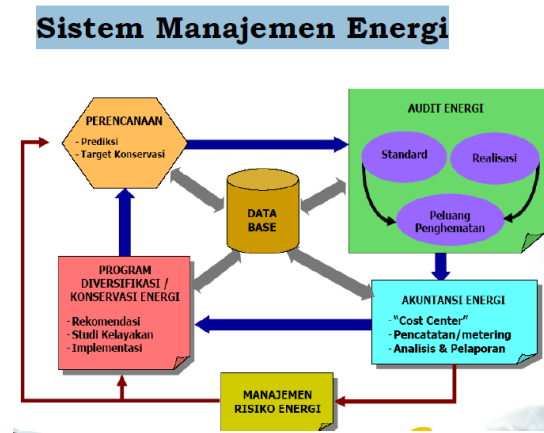 Sistem Manajemen Energi
PERENCANAAN
- Prediksi
- Target Konservasi
AUDIT ENERGI
Standard
Realisasi
Peluang
Penghematan
DATA
BASE
PROGRAM
DIVERSIFIKASI /
KONSERVASI ENERGI
-Rekomendasi
-Studi Kelayakan
-Implementasi
AKUNTANSI ENERGI
-"Cost Center"
-Pencatatan/metering
-Analisis & Pelaporan
MANAJEMEN
RISIKO ENERGI